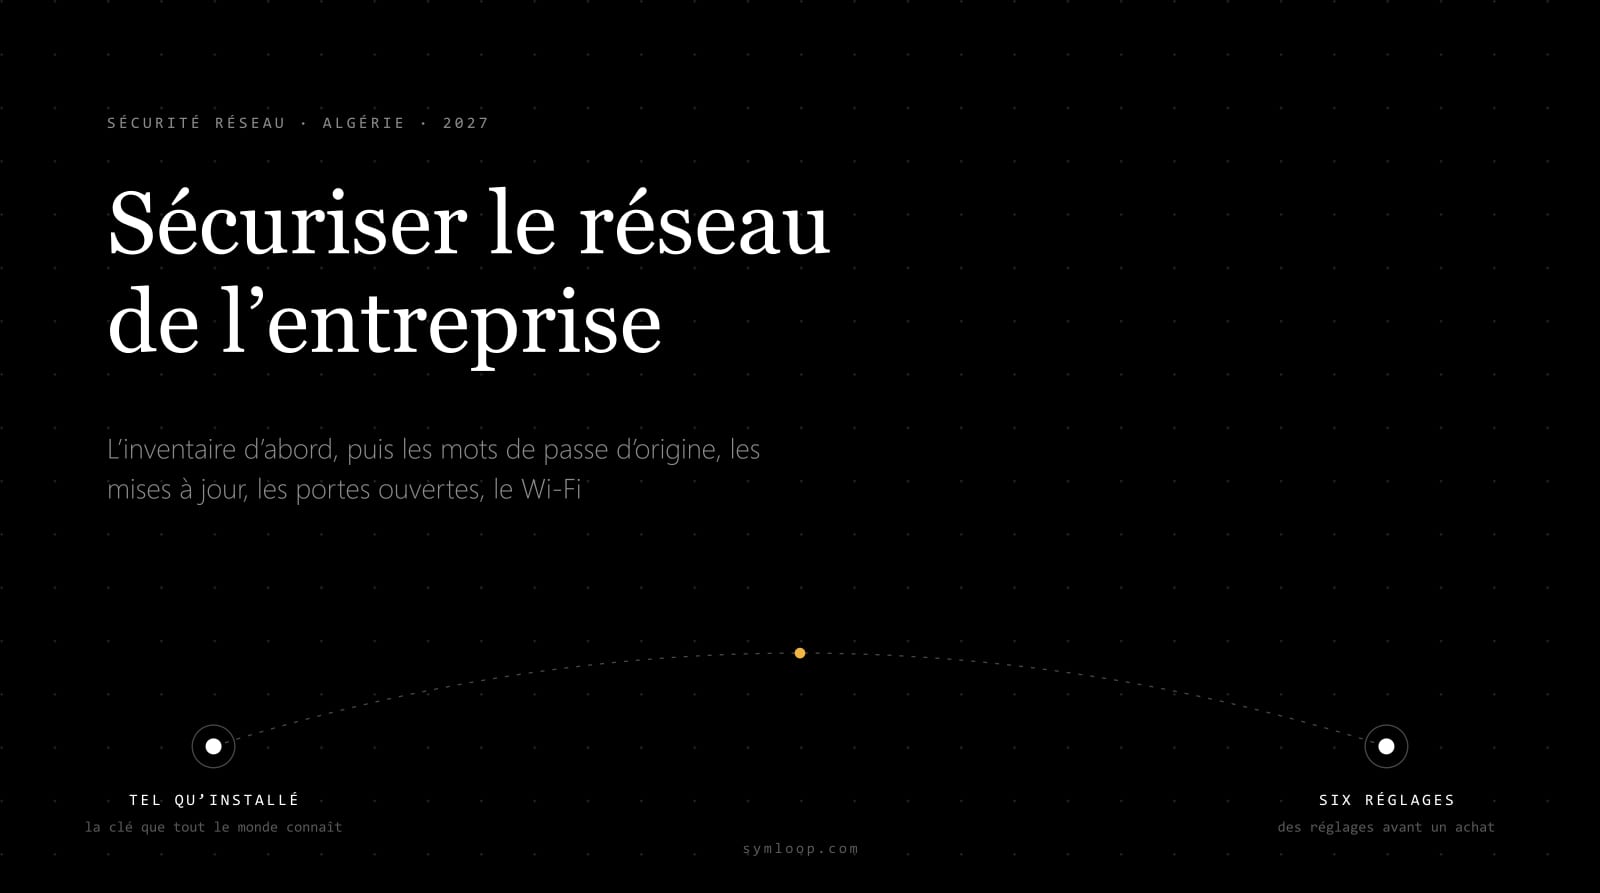 SÉCURITÉ RÉSEAU · ALGÉRIE · 2027
Sécuriser le réseau
de l’entreprise
L’inventaire d’abord, puis les mots de passe d’origine, les
mises à jour, les portes ouvertes, le Wi-Fi
TEL QU’INSTALLÉ
la clé que tout le monde connaît
SIX RÉGLAGES
des réglages avant un achat
symloop.com